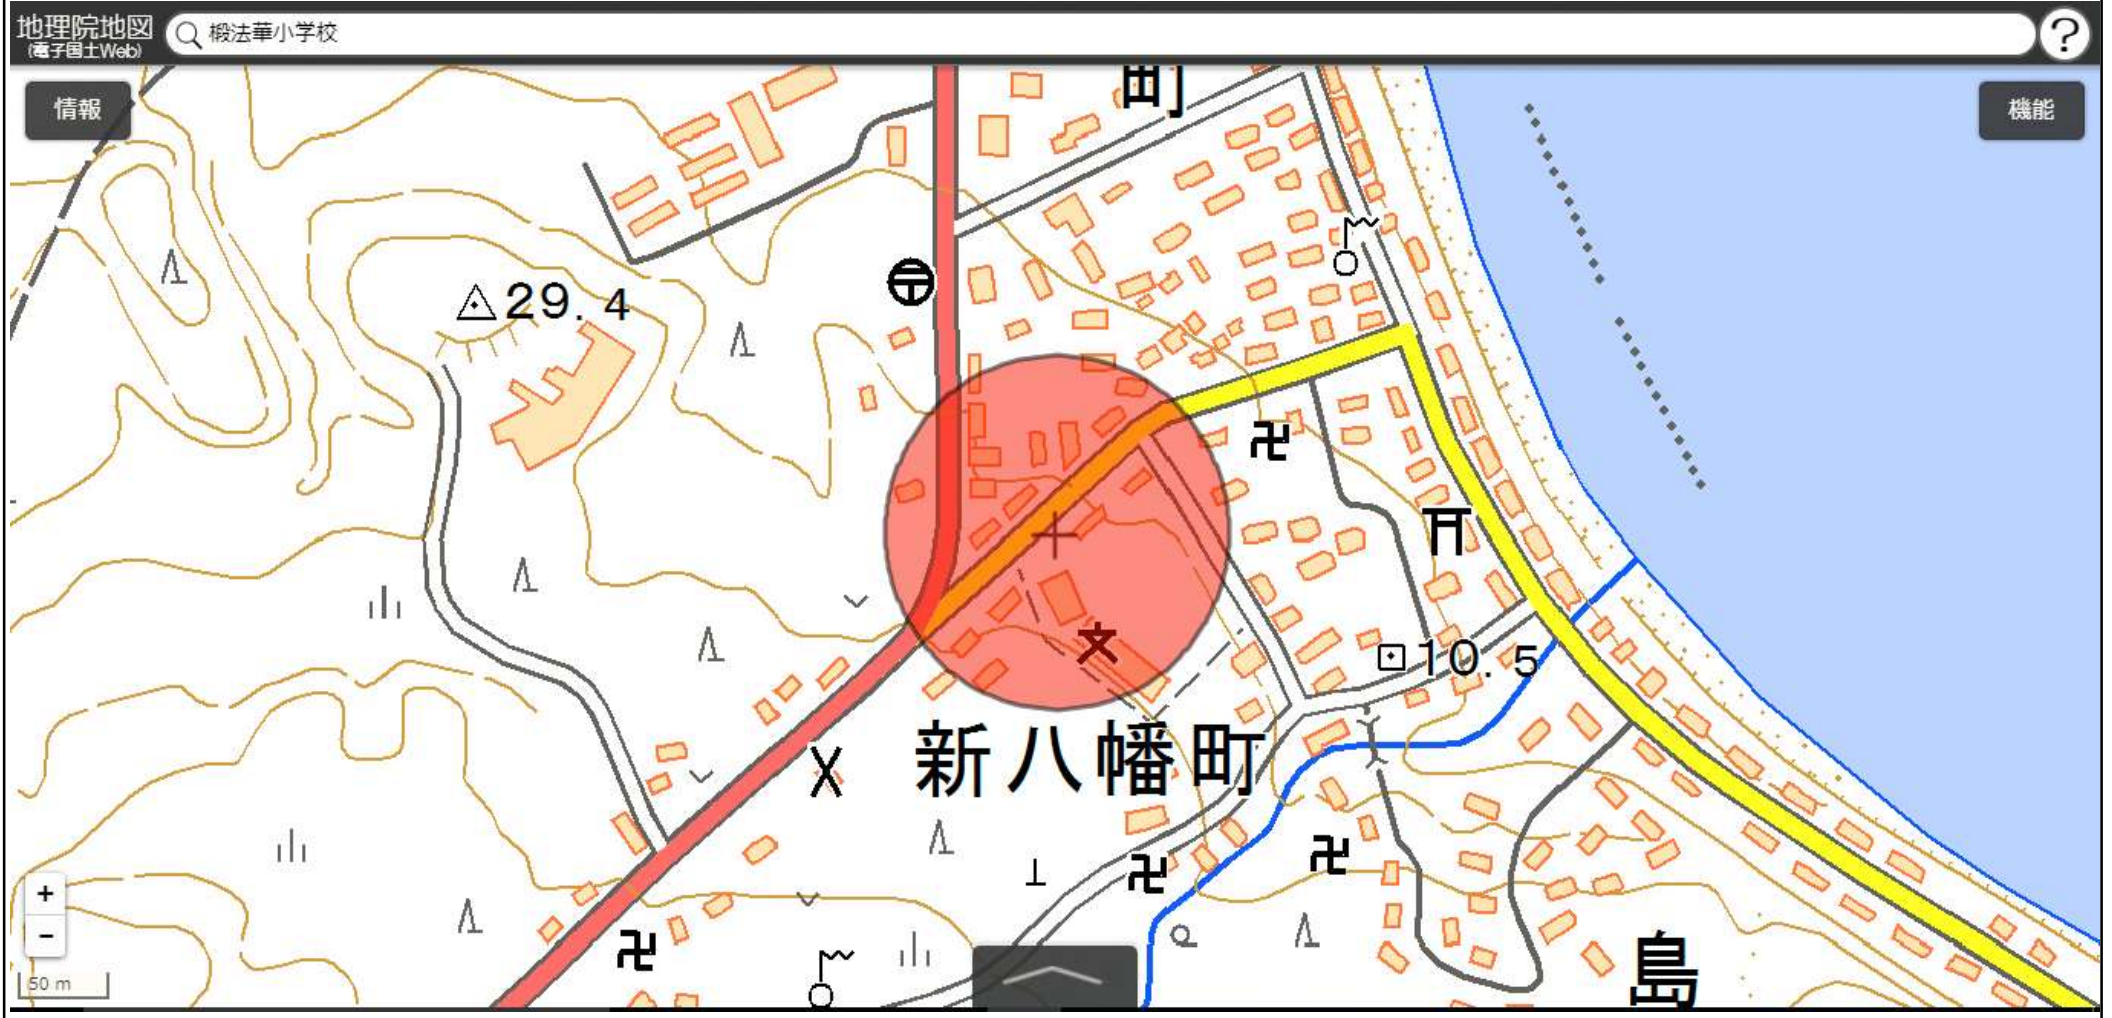 地理院地図
(電子国土Web)
椴法華小学校
?
情報
機能
町
29.4
10.5
新八幡町
島
+
−
50 m